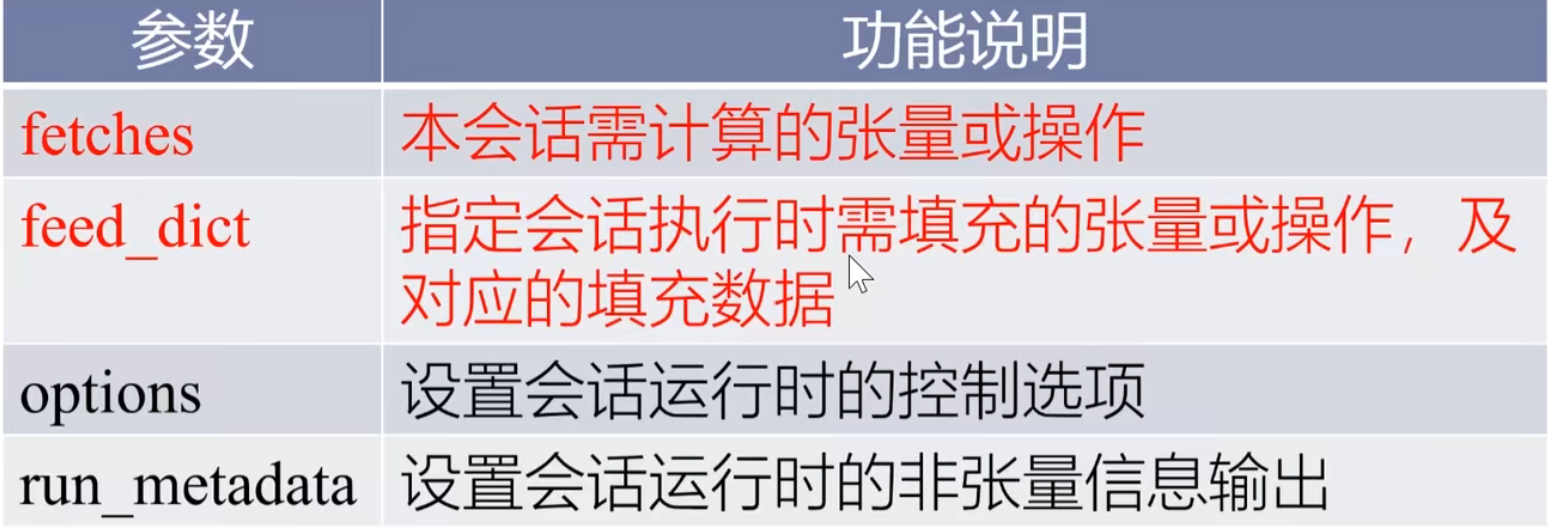 参数 功能说明
fetches 本会话需计算的张量或操作
feed_dict 指定会话执行时需填充的张量或操作，及
对应的填充数据
options 设置会话运行时的控制选项
run_metadata 设置会话运行时的非张量信息输出